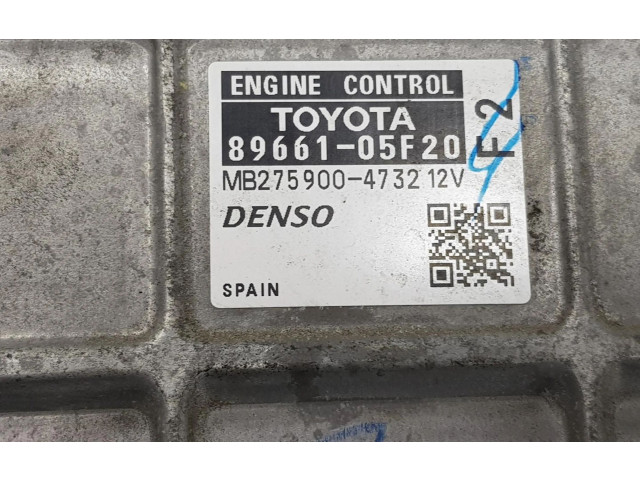 ENGINE CONTROL
TOYOTA
89661-05F20
F2
MB275900-4732 12V
DENSO
SPAIN